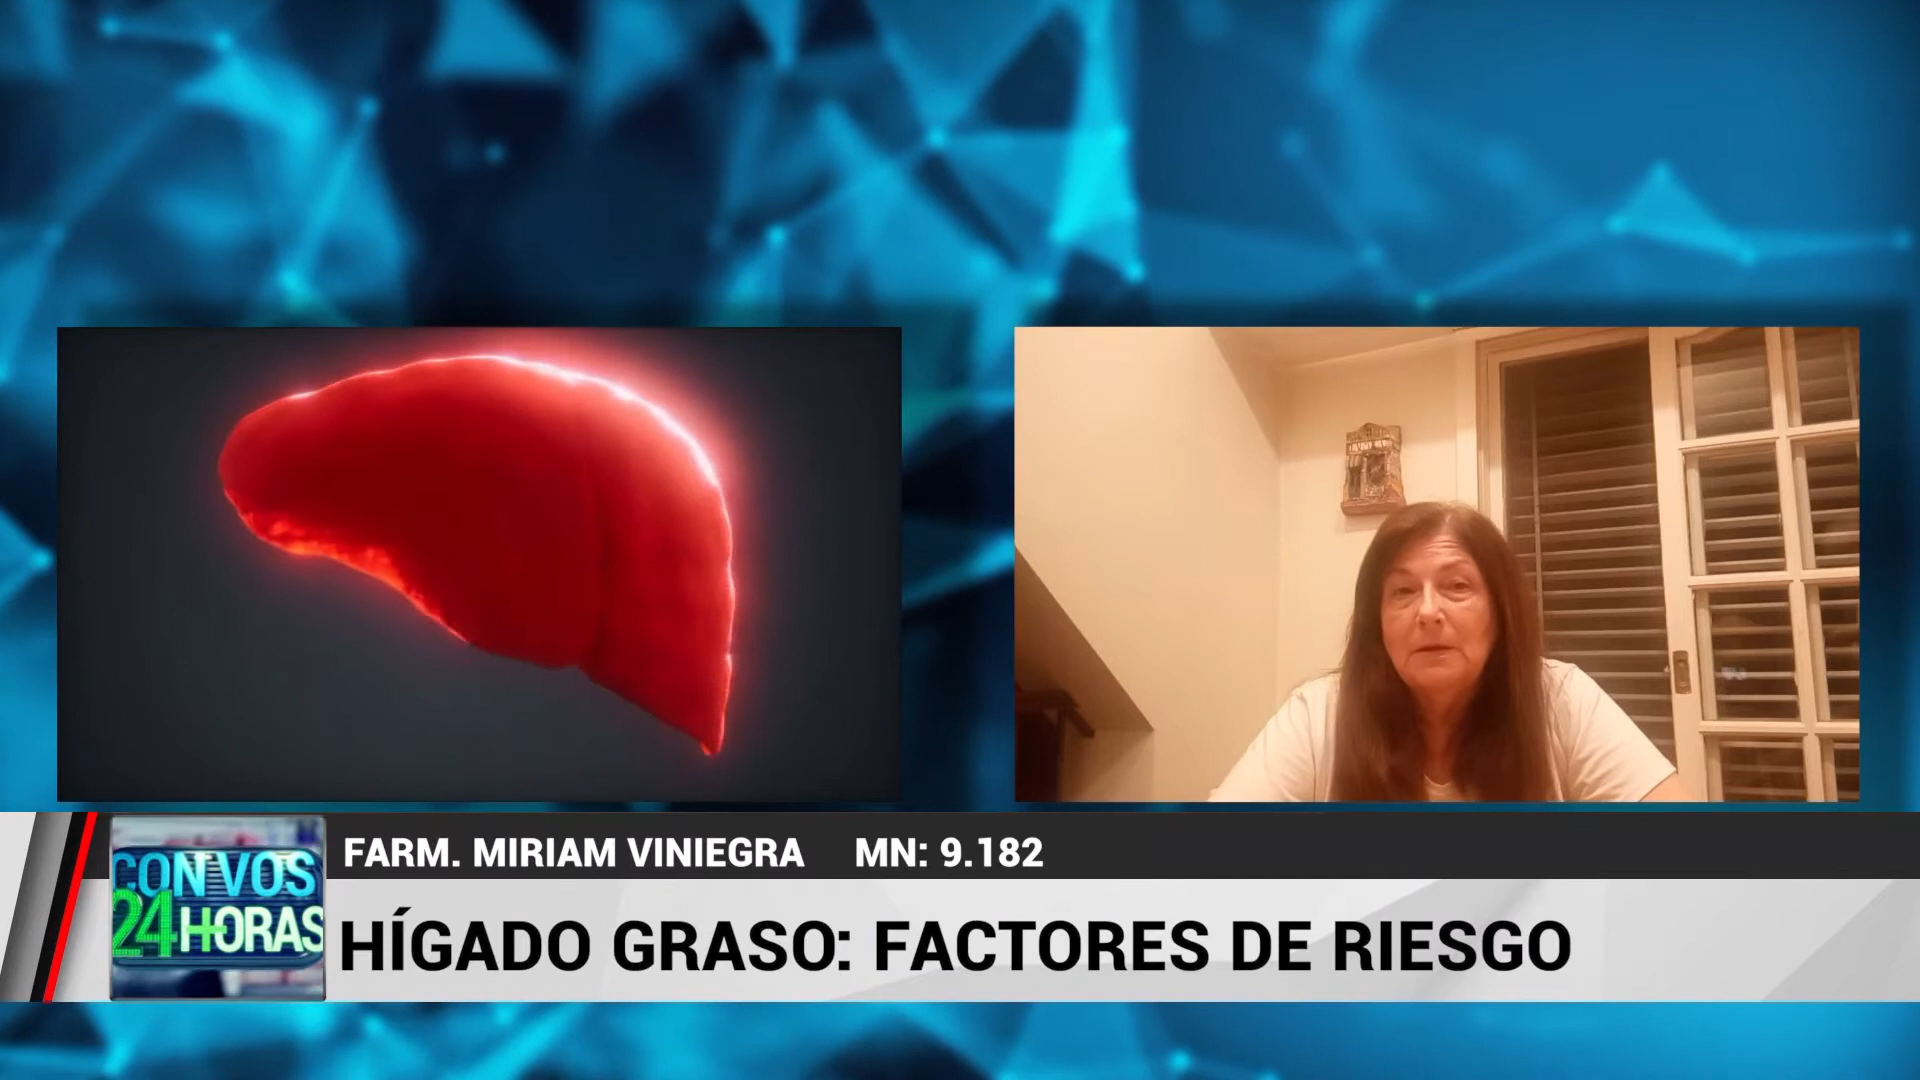 FARM. MIRIAM VINIEGRA MN: 9.182
CON VOS
24 HORAS
HÍGADO GRASO: FACTORES DE RIESGO